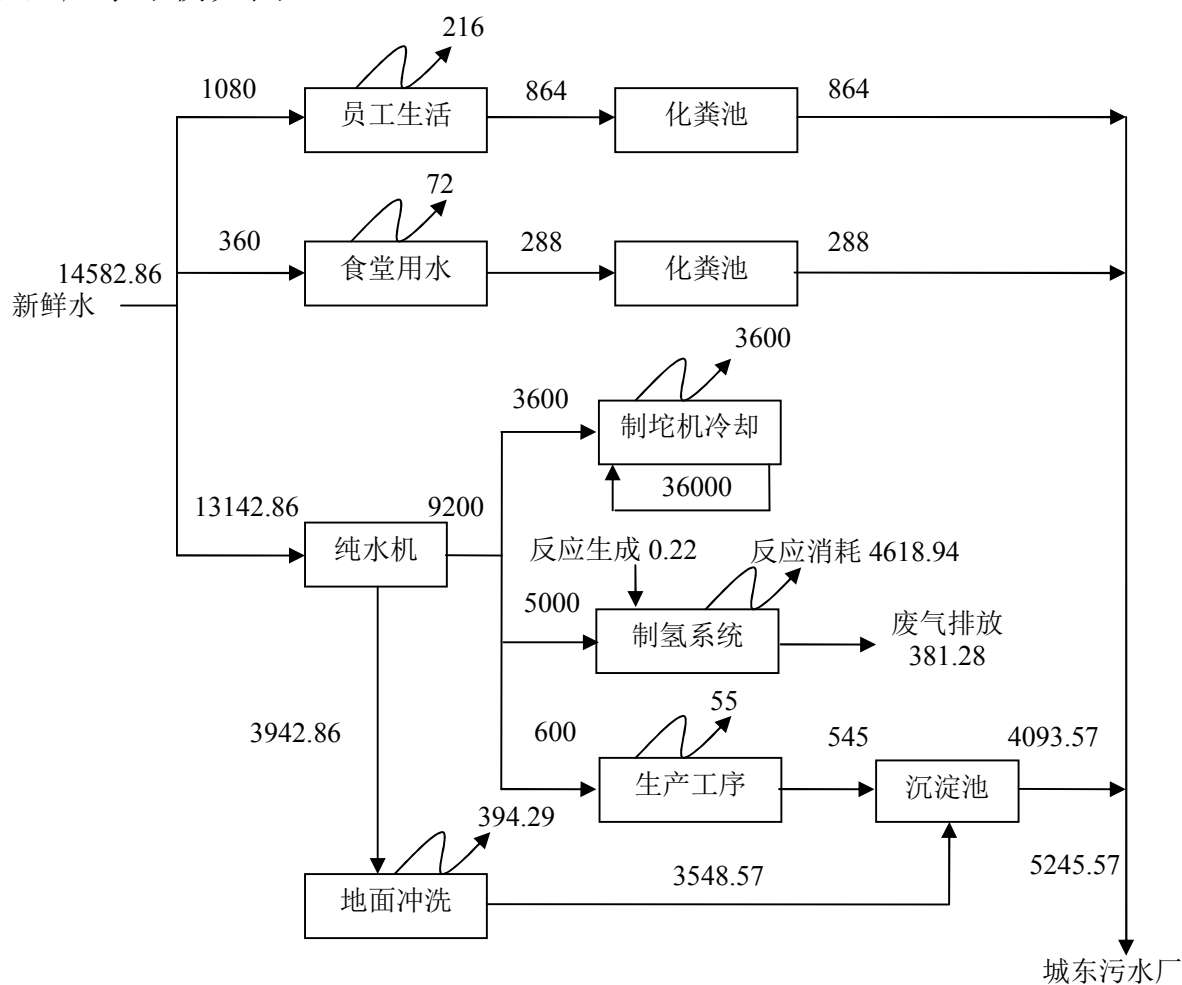 216
1080
员工生活
864
化粪池
864
72
360
食堂用水
288
化粪池
288
14582.86
新鲜水
3600
3600
制坨机冷却
36000
13142.86
纯水机
9200
反应生成 0.22
反应消耗 4618.94
5000
制氢系统
废气排放
381.28
55
3942.86
600
生产工序
545
沉淀池
4093.57
394.29
地面冲洗
3548.57
5245.57
城东污水厂